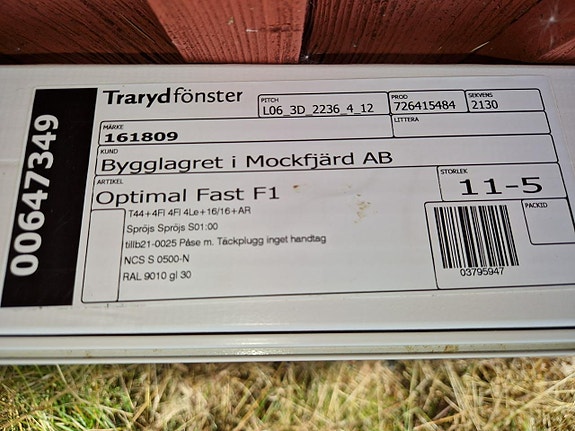 00647349
Traryd fönster
PITCH
L06_3D_2236_4_12
PROD
726415484
SEKVENS
2130
MÄRKE
161809
LITTERA
KUND
Bygglagret i Mockfjärd AB
ARTIKEL
Optimal Fast F1
STORLEK
11-5
T44+4Fl 4Fl 4Le+16/16+AR
Spröjs Spröjs S01:00
tillb21-0025 Påse m. Täckplugg inget handtag
NCS S 0500-N
RAL 9010 gl 30
PACKID
03795947